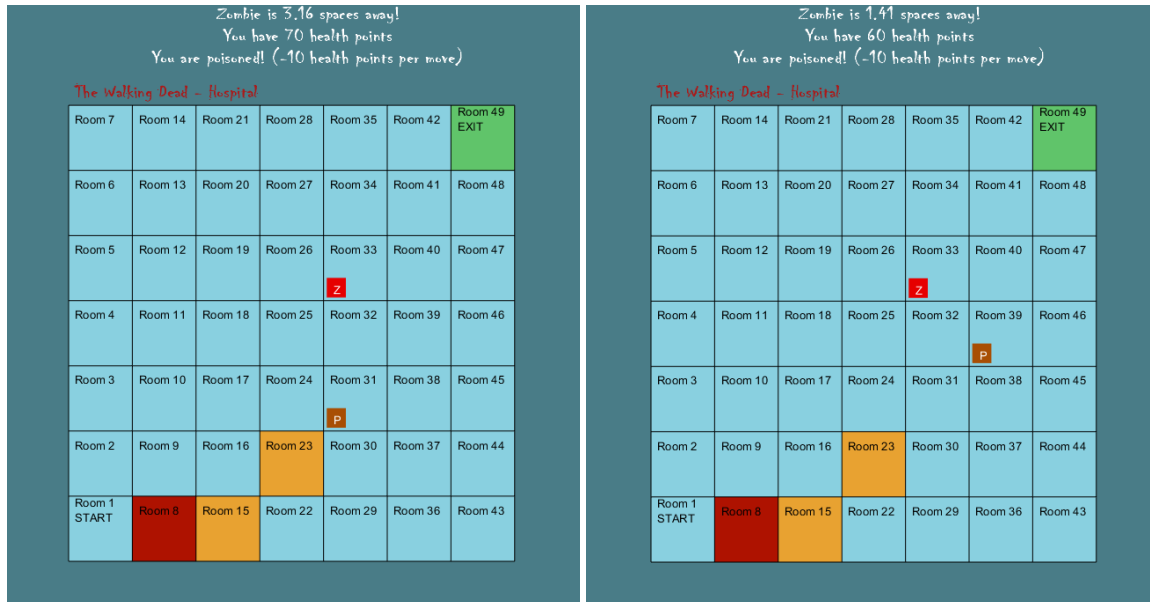 Zombie is 3.16 spaces away!
You have 70 health points
You are poisoned! (-10 health points per move)
The Walking Dead - Hospital
Room 7 Room 14 Room 21 Room 28 Room 35 Room 42 Room 49
EXIT
Room 6 Room 13 Room 20 Room 27 Room 34 Room 41 Room 48
Room 5 Room 12 Room 19 Room 26 Room 33 Room 40 Room 47
Z
Room 4 Room 11 Room 18 Room 25 Room 32 Room 39 Room 46
Room 3 Room 10 Room 17 Room 24 Room 31 Room 38 Room 45
P
Room 2 Room 9 Room 16 Room 23 Room 30 Room 37 Room 44
Room 1 Room 8 Room 15 Room 22 Room 29 Room 36 Room 43
START
Zombie is 1.41 spaces away!
You have 60 health points
You are poisoned! (-10 health points per move)
The Walking Dead - Hospital
Room 7 Room 14 Room 21 Room 28 Room 35 Room 42 Room 49
EXIT
Room 6 Room 13 Room 20 Room 27 Room 34 Room 41 Room 48
Room 5 Room 12 Room 19 Room 26 Room 33 Room 40 Room 47
Z
Room 4 Room 11 Room 18 Room 25 Room 32 Room 39 Room 46
P
Room 3 Room 10 Room 17 Room 24 Room 31 Room 38 Room 45
Room 2 Room 9 Room 16 Room 23 Room 30 Room 37 Room 44
Room 1 Room 8 Room 15 Room 22 Room 29 Room 36 Room 43
START